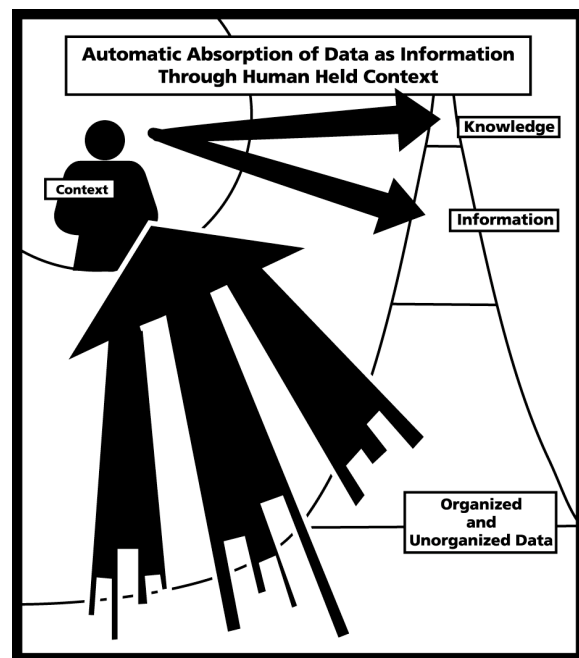 Automatic Absorption of Data as Information
Through Human Held Context
Knowledge
Context
Information
Organized
and
Unorganized Data